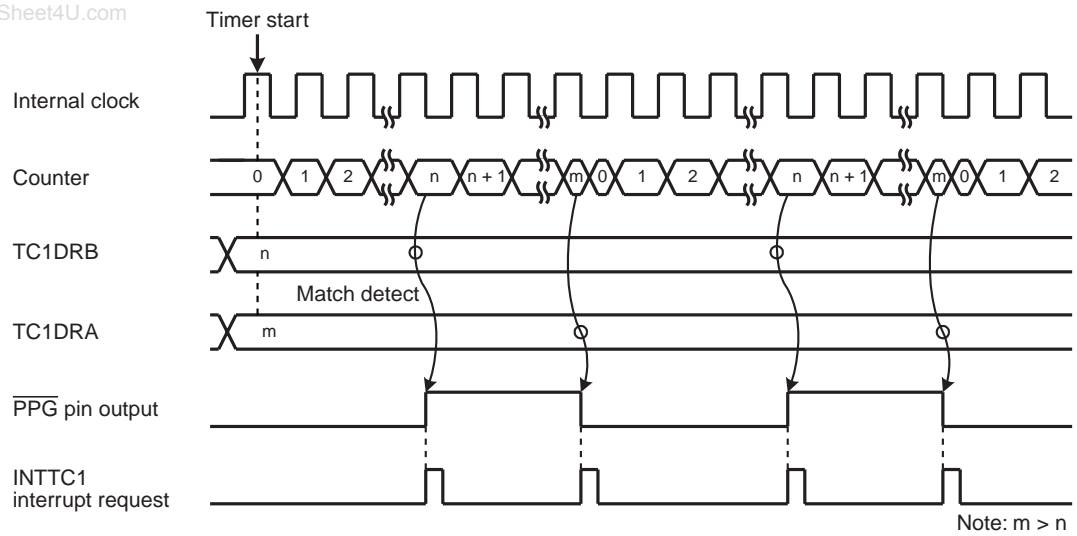 Sheet4U.com
Timer start
Internal clock
Counter 0 1 2 n n + 1 m 0 1 2 n n + 1 m 0 1 2
TC1DRB n
Match detect
TC1DRA m
PPG pin output
INTTC1
interrupt request
Note: m > n